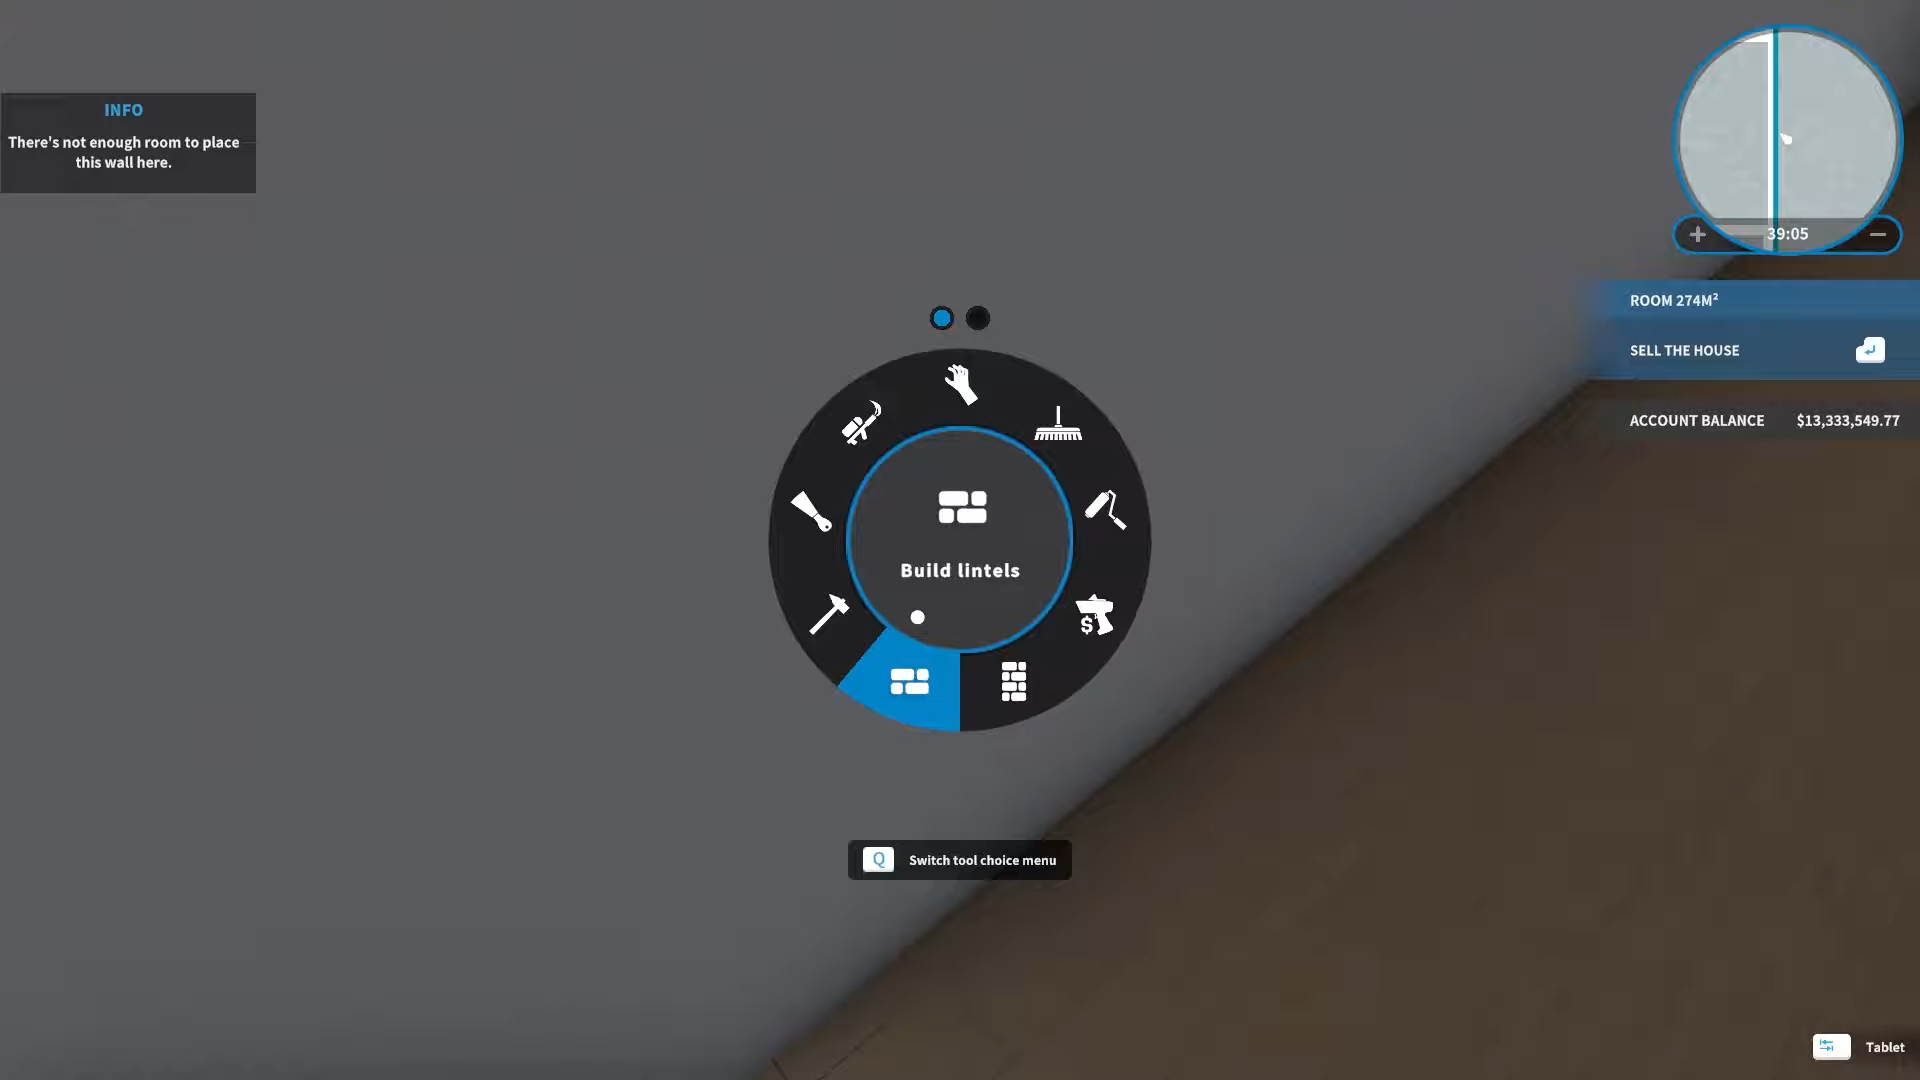 INFO
There's not enough room to place
this wall here.
39:05
ROOM 274M²
SELL THE HOUSE
ACCOUNT BALANCE $13,333,549.77
$
Build lintels
Q Switch tool choice menu
Tablet